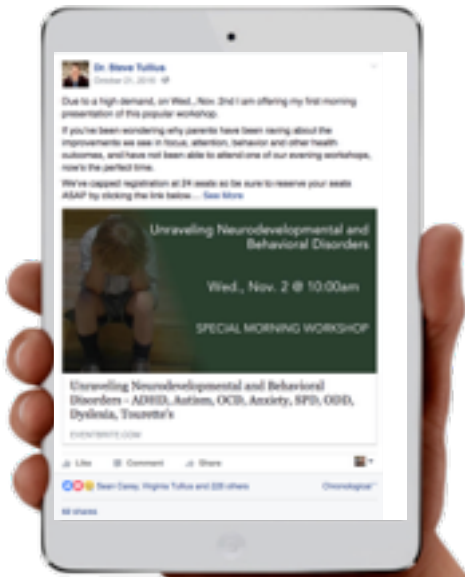 Dr. Steve Tullius
October 21, 2016
Due to a high demand, on Wed., Nov. 2nd I am offering my first morning
presentation of this popular workshop.
If you've been wondering why parents have been raving about the
improvements we see in focus, attention, behavior and other health
outcomes, and have not been able to attend one of our evening workshops,
now's the perfect time.
We've capped registration at 24 seats so be sure to reserve your seats
ASAP by clicking the link below... See More
Unraveling Neurodevelopmental and
Behavioral Disorders
Wed., Nov. 2 @ 10:00am
SPECIAL MORNING WORKSHOP
Unraveling Neurodevelopmental and Behavioral
Disorders - ADHD, Autism, OCD, Anxiety, SPD, ODD,
Dyslexia, Tourette's
EVENTBRITE.COM
Like Comment Share
Sean Carey, Virginia Tullius and others Chronological
shares